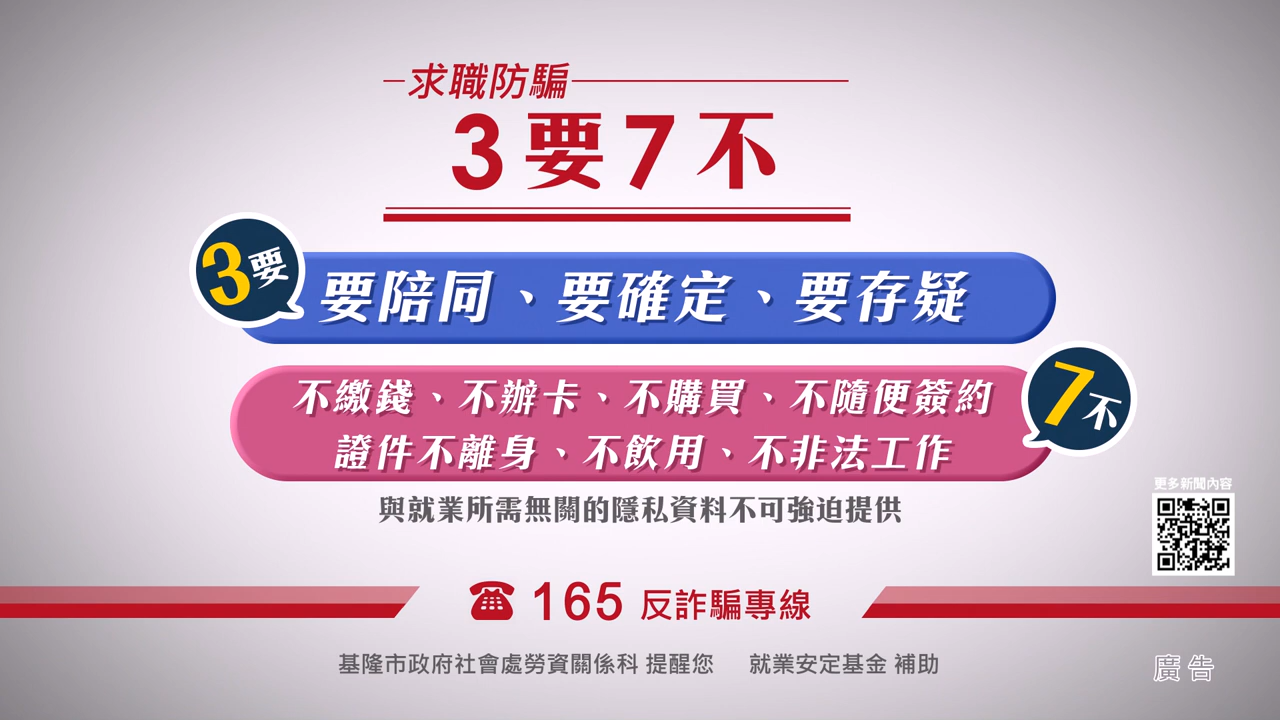 求職防騙
3要7不
3要
要陪同、要確定、要存疑
不繳錢、不辦卡、不購買、不隨便簽約
7不
證件不離身、不飲用、不非法工作
與就業所需無關的隱私資料不可強迫提供
更多新聞內容
165 反詐騙專線
基隆市政府社會處勞資關係科 提醒您 就業安定基金 補助
廣告